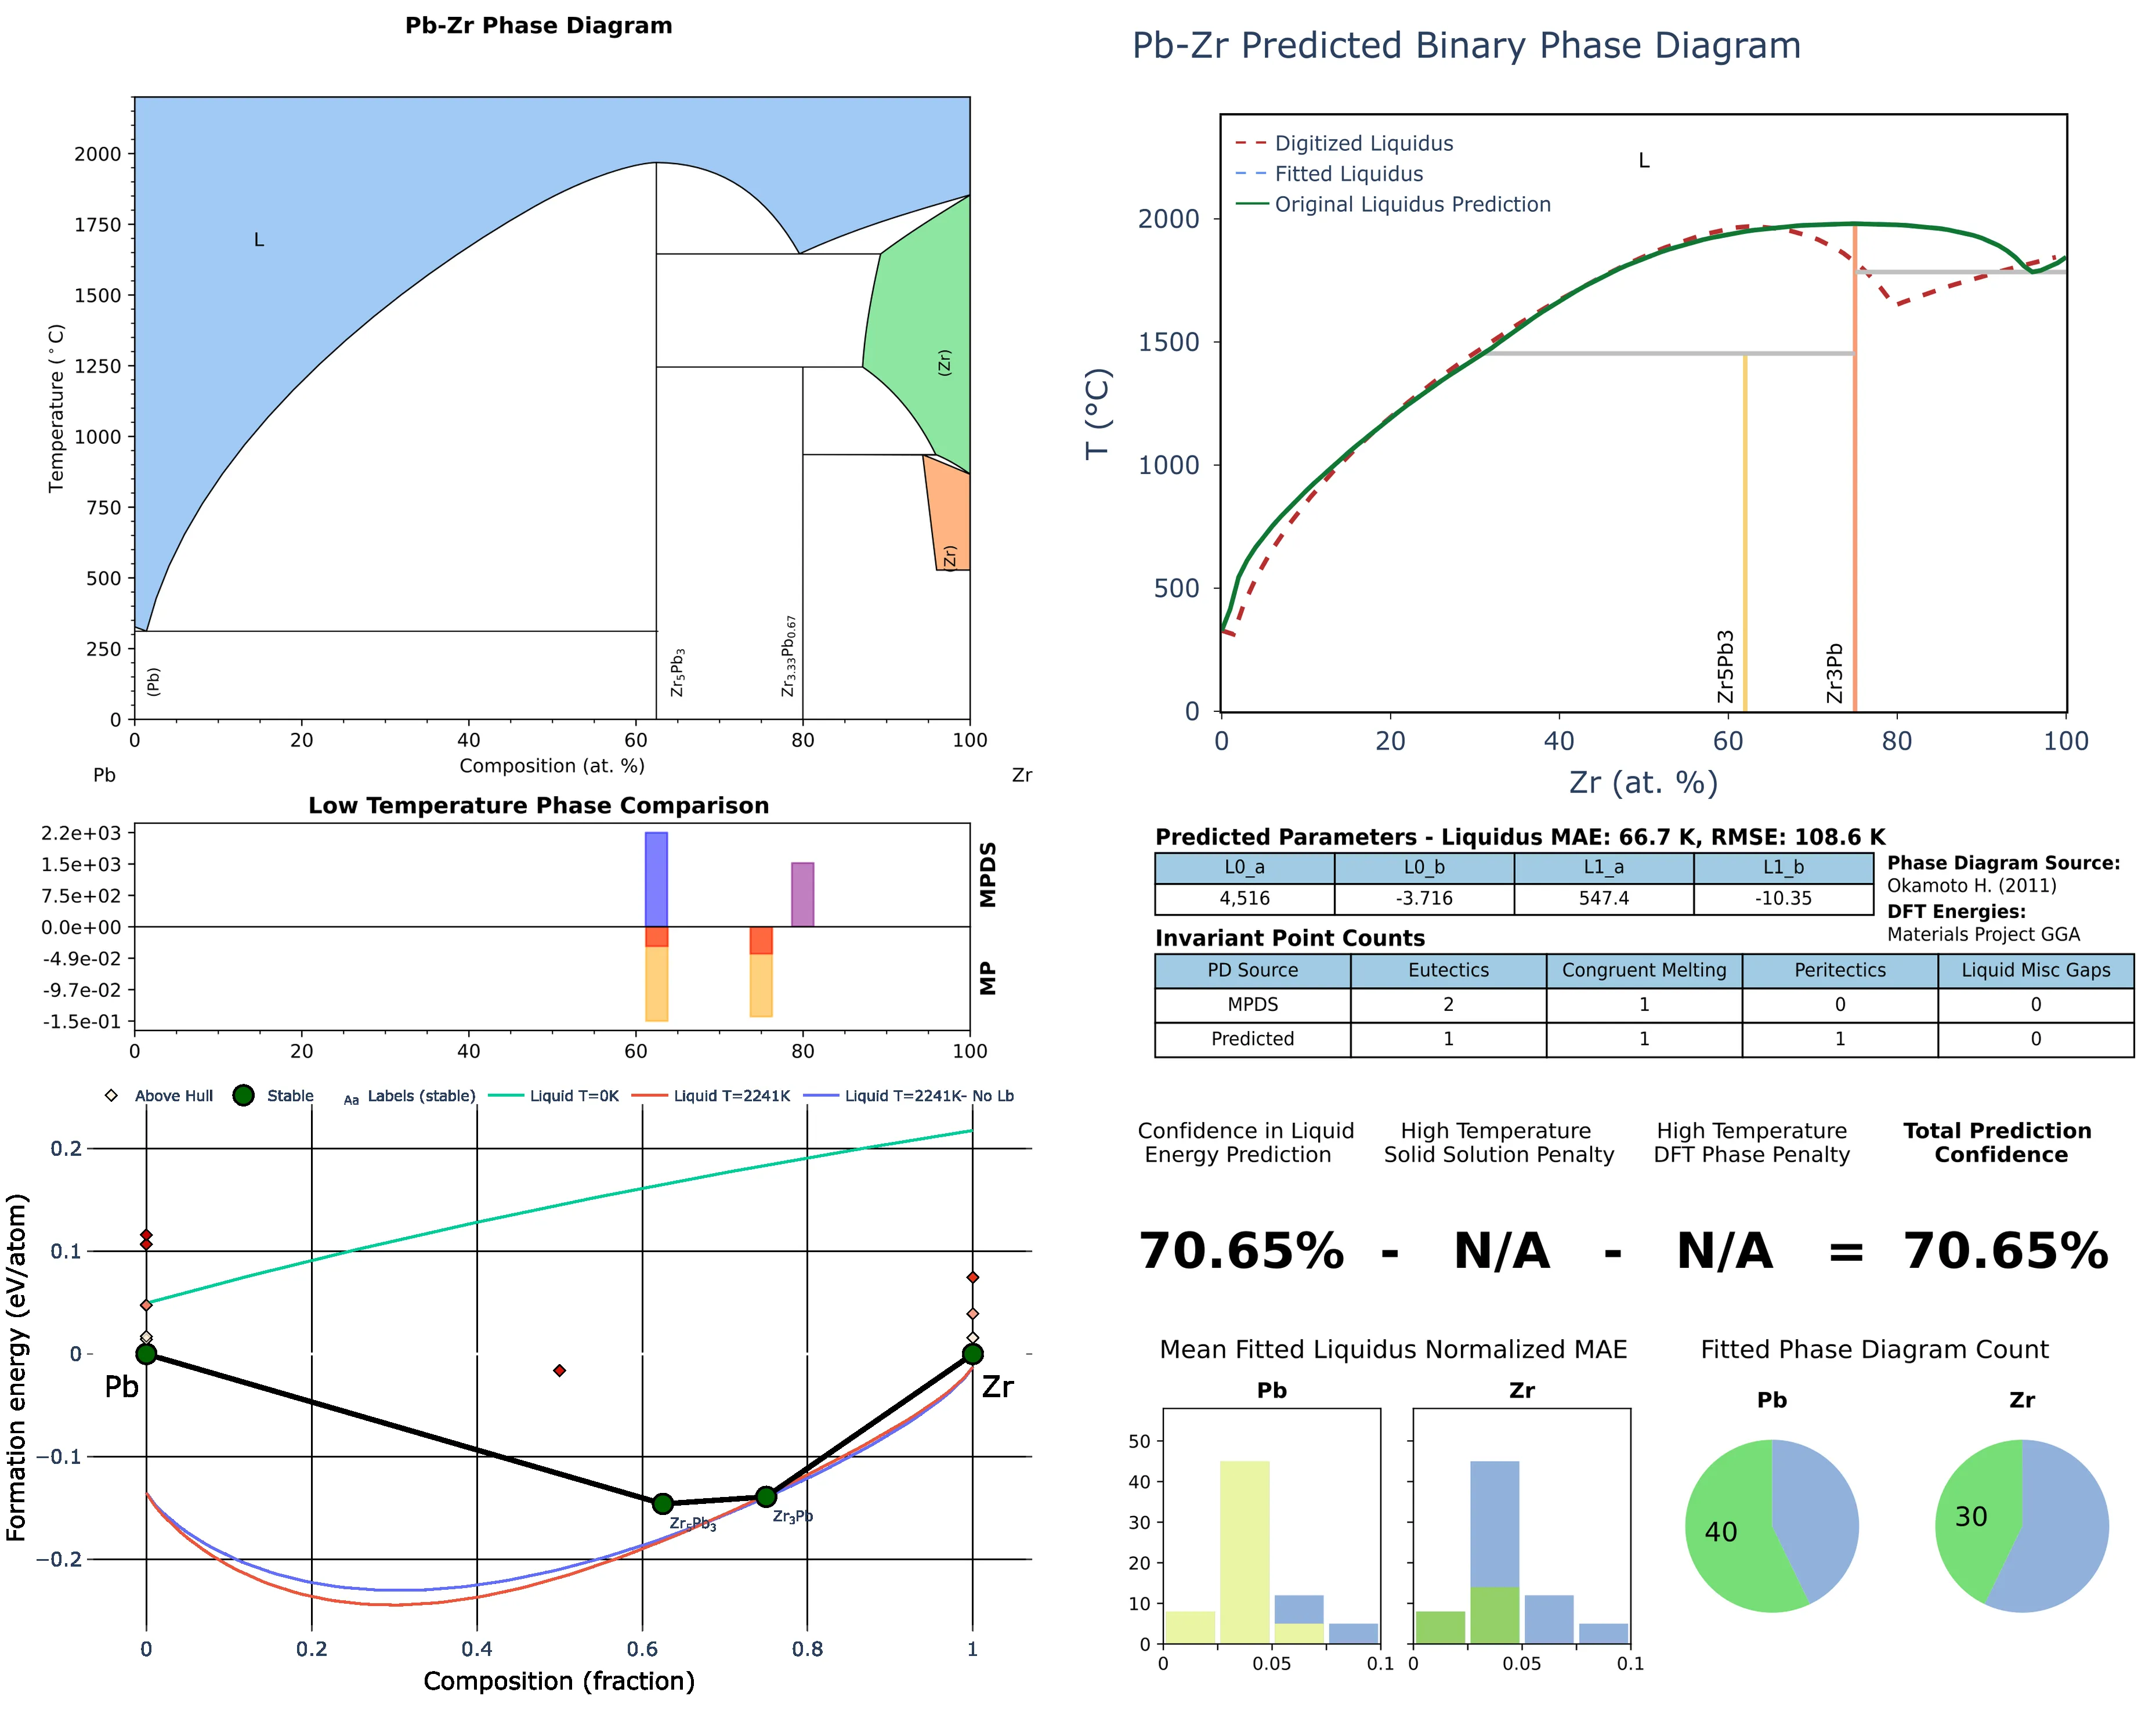 Pb-Zr Phase Diagram
Temperature (°C)
2000
1750
1500
1250
1000
750
500
250
0
L
(Pb)
Zr5Pb3
Zr3.33Pb0.67
(Zr)
(Zr)
0 20 40 60 80 100
Composition (at. %)
Pb Zr
Low Temperature Phase Comparison
2.2e+03
1.5e+03
7.5e+02
0.0e+00
-4.9e-02
-9.7e-02
-1.5e-01
MPDS
MP
0 20 40 60 80 100
Above Hull Stable Aa Labels (stable) Liquid T=0K Liquid T=2241K Liquid T=2241K- No Lb
Formation energy (eV/atom)
0.2
0.1
0
−0.1
−0.2
Pb Zr
Zr5Pb3
Zr3Pb
0 0.2 0.4 0.6 0.8 1
Composition (fraction)
Pb-Zr Predicted Binary Phase Diagram
Digitized Liquidus
Fitted Liquidus
Original Liquidus Prediction
L
T (°C)
2000
1500
1000
500
0
Zr5Pb3
Zr3Pb
0 20 40 60 80 100
Zr (at. %)
Predicted Parameters - Liquidus MAE: 66.7 K, RMSE: 108.6 K
L0_a L0_b L1_a L1_b
4,516 -3.716 547.4 -10.35
Phase Diagram Source:
Okamoto H. (2011)
DFT Energies:
Materials Project GGA
Invariant Point Counts
PD Source Eutectics Congruent Melting Peritectics Liquid Misc Gaps
MPDS 2 1 0 0
Predicted 1 1 1 0
Confidence in Liquid
Energy Prediction
High Temperature
Solid Solution Penalty
High Temperature
DFT Phase Penalty
Total Prediction
Confidence
70.65% - N/A - N/A = 70.65%
Mean Fitted Liquidus Normalized MAE
Pb Zr
50
40
30
20
10
0
0 0.05 0.1
0 0.05 0.1
Fitted Phase Diagram Count
Pb Zr
40 30